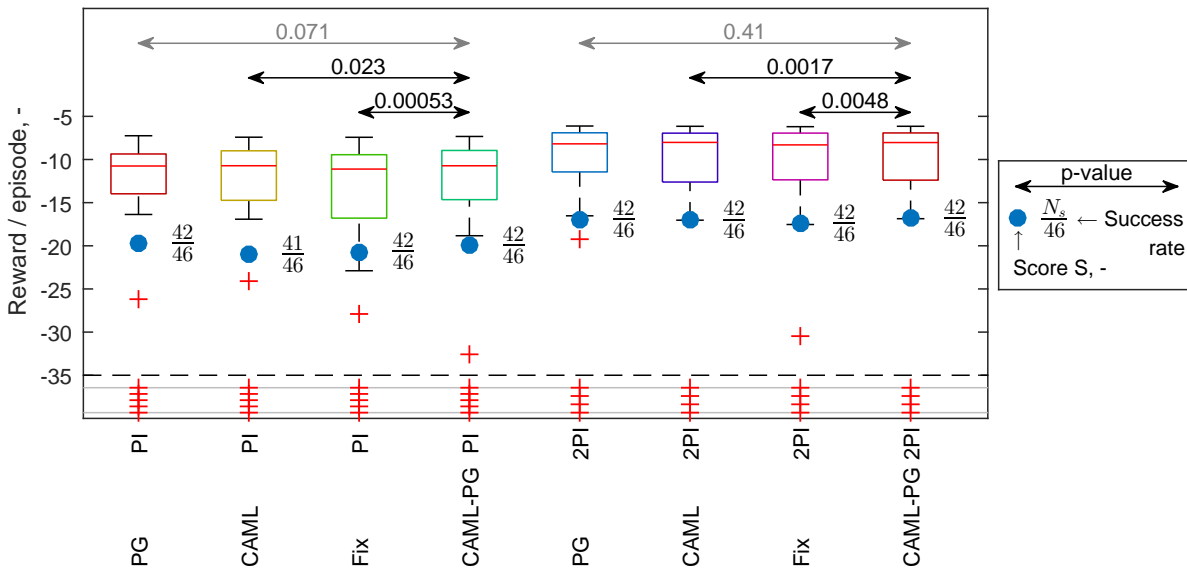 0.071
0.41
0.023
0.0017
0.00053
0.0048
Reward / episode, -
-5
-10
-15
-20
-25
-30
-35
42/46
41/46
42/46
42/46
42/46
42/46
42/46
42/46
PG PI
CAML PI
Fix PI
CAML-PG PI
PG 2PI
CAML 2PI
Fix 2PI
CAML-PG 2PI
p-value
N_s/46 ← Success
rate
↑
Score S, -